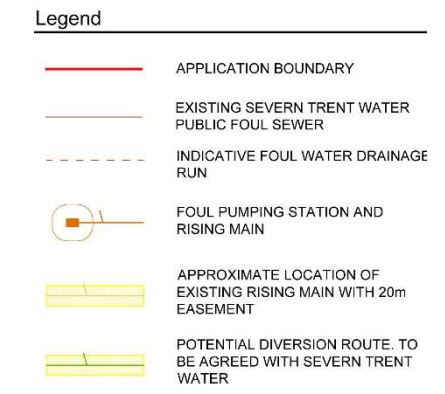 Legend
APPLICATION BOUNDARY
EXISTING SEVERN TRENT WATER
PUBLIC FOUL SEWER
INDICATIVE FOUL WATER DRAINAGE
RUN
FOUL PUMPING STATION AND
RISING MAIN
APPROXIMATE LOCATION OF
EXISTING RISING MAIN WITH 20m
EASEMENT
POTENTIAL DIVERSION ROUTE. TO
BE AGREED WITH SEVERN TRENT
WATER